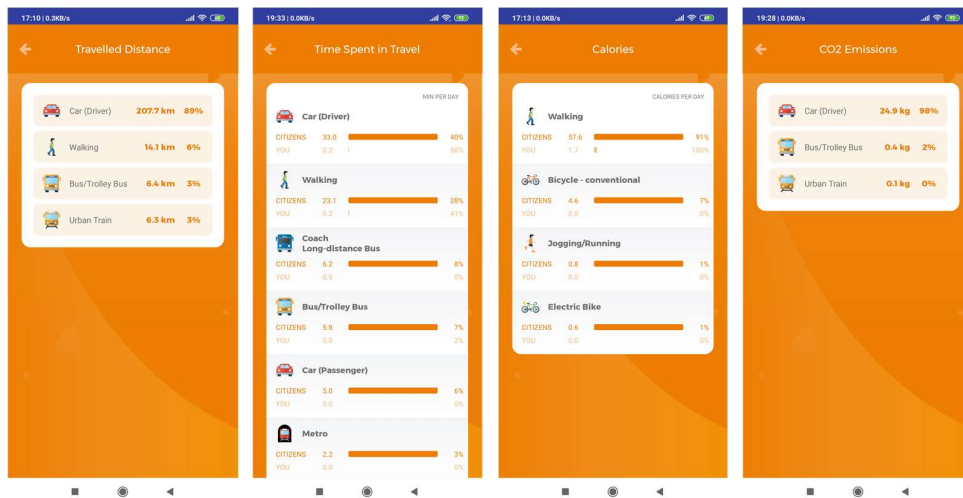 17:10 | 0.3KB/s
68
Travelled Distance
Car (Driver) 207.7 km 89%
Walking 14.1 km 6%
Bus/Trolley Bus 6.4 km 3%
Urban Train 6.3 km 3%
19:33 | 0.0KB/s
Time Spent in Travel
MIN PER DAY
Car (Driver)
CITIZENS 33.0 40%
YOU 0.2 58%
Walking
CITIZENS 23.1 28%
YOU 0.2 41%
Coach
Long-distance Bus
CITIZENS 6.2 8%
YOU 0.0 0%
Bus/Trolley Bus
CITIZENS 5.8 7%
YOU 0.0 2%
Car (Passenger)
CITIZENS 5.0 6%
YOU 0.0 0%
Metro
CITIZENS 2.2 3%
YOU 0.0 0%
17:13 | 0.0KB/s
Calories
CALORIES PER DAY
Walking
CITIZENS 57.6 91%
YOU 1.7 100%
Bicycle - conventional
CITIZENS 4.6 7%
YOU 0.0 0%
Jogging/Running
CITIZENS 0.8 1%
YOU 0.0 0%
Electric Bike
CITIZENS 0.6 1%
YOU 0.0 0%
19:28 | 0.0KB/s
CO2 Emissions
Car (Driver) 24.9 kg 98%
Bus/Trolley Bus 0.4 kg 2%
Urban Train 0.1 kg 0%